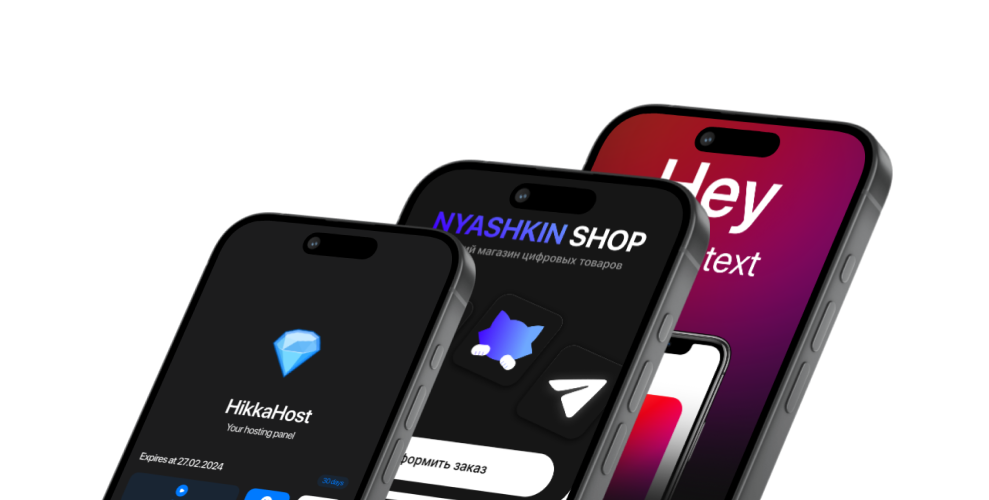 HikkaHost
Your hosting panel
Expires at 27.02.2024
30 days
NYASHKIN SHOP
магазин цифровых товаров
заказ
Hey
text